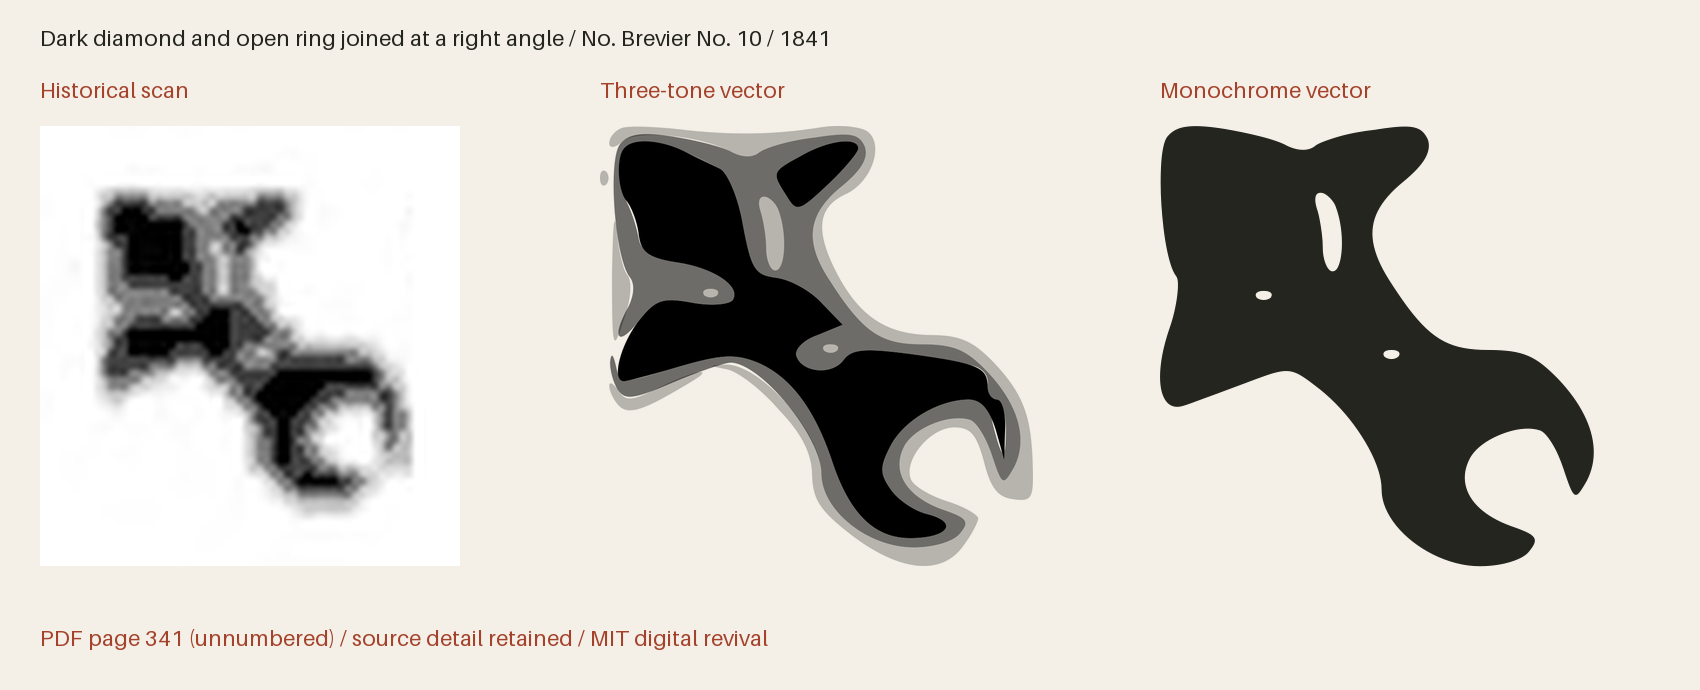 Dark diamond and open ring joined at a right angle / No. Brevier No. 10 / 1841
Historical scan
Three-tone vector
Monochrome vector
PDF page 341 (unnumbered) / source detail retained / MIT digital revival